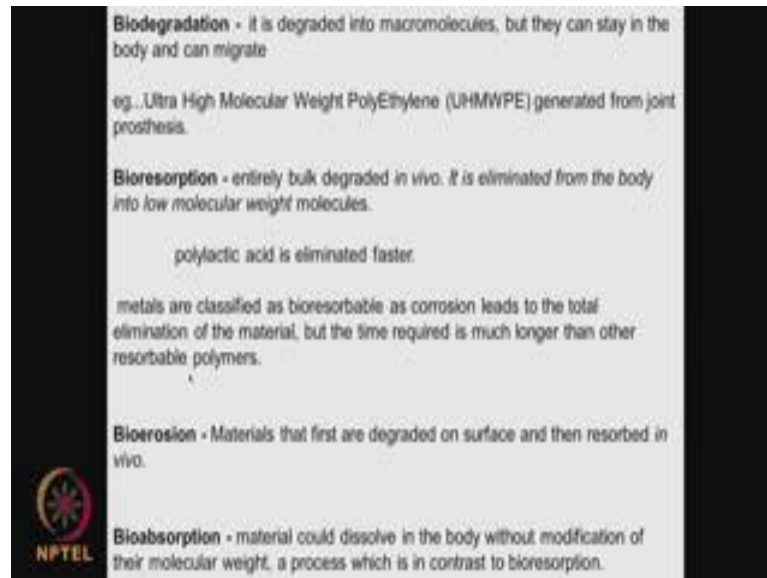 Biodegradation - it is degraded into macromolecules, but they can stay in the
body and can migrate
eg...Ultra High Molecular Weight PolyEthylene (UHMWPE) generated from joint
prosthesis.
Bioresorption - entirely bulk degraded in vivo. It is eliminated from the body
into low molecular weight molecules.
polylactic acid is eliminated faster.
metals are classified as bioresorbable as corrosion leads to the total
elimination of the material, but the time required is much longer than other
resorbable polymers.
Bioerosion - Materials that first are degraded on surface and then resorbed in
vivo.
Bioabsorption - material could dissolve in the body without modification of
their molecular weight, a process which is in contrast to bioresorption.
NPTEL